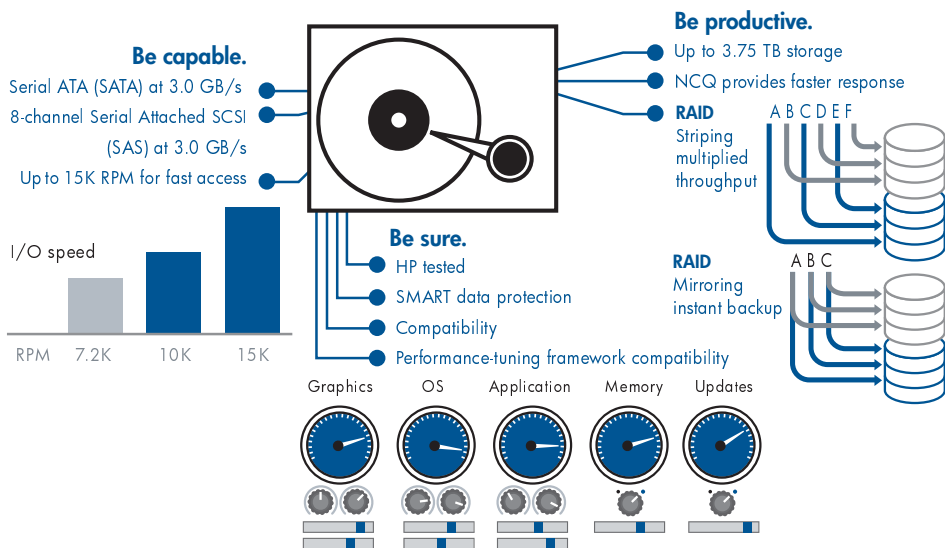 Be capable.
Serial ATA (SATA) at 3.0 GB/s
8-channel Serial Attached SCSI
(SAS) at 3.0 GB/s
Up to 15K RPM for fast access
I/O speed
RPM 7.2K 10K 15K
Be productive.
Up to 3.75 TB storage
NCQ provides faster response
RAID
Striping
multiplied
throughput
A B C D E F
RAID
Mirroring
instant backup
A B C
Be sure.
HP tested
SMART data protection
Compatibility
Performance-tuning framework compatibility
Graphics OS Application Memory Updates